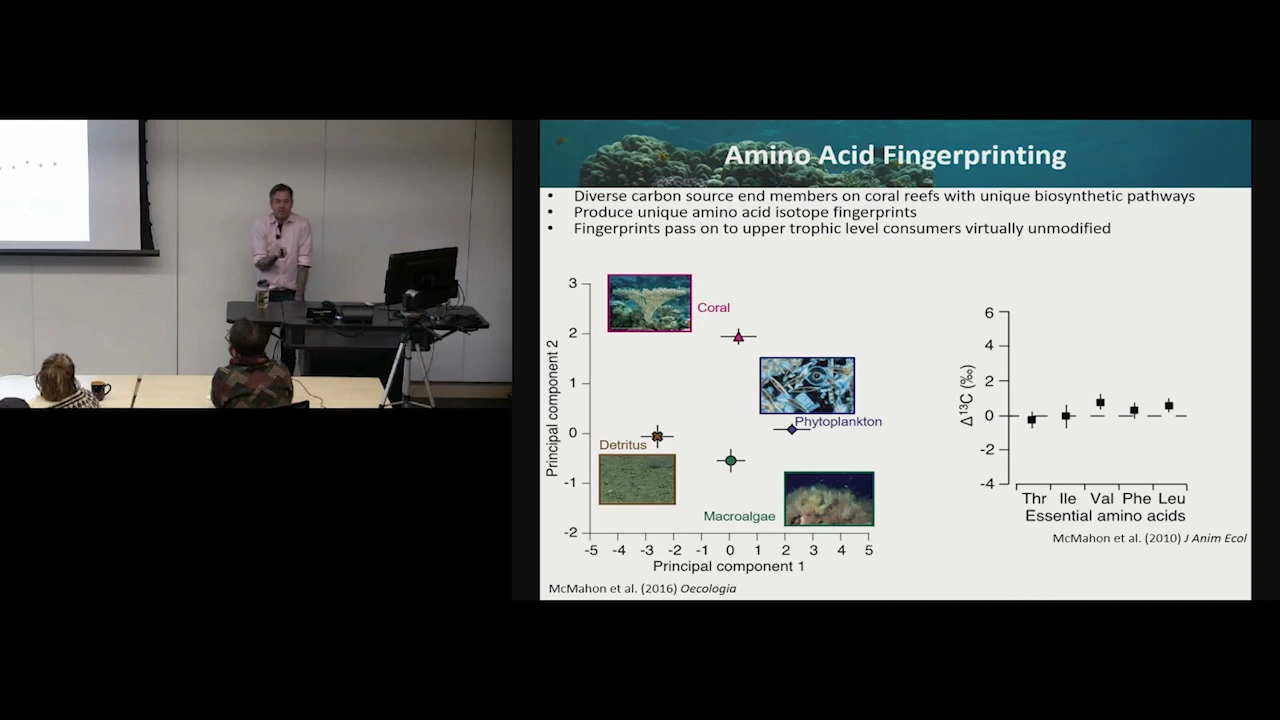 Amino Acid Fingerprinting
• Diverse carbon source end members on coral reefs with unique biosynthetic pathways
• Produce unique amino acid isotope fingerprints
• Fingerprints pass on to upper trophic level consumers virtually unmodified
3
2
1
0
-1
-2
Principal component 2
Coral
Phytoplankton
Detritus
Macroalgae
-5 -4 -3 -2 -1 0 1 2 3 4 5
Principal component 1
McMahon et al. (2016) Oecologia
6
4
2
0
-2
-4
Δ¹³C (‰)
Thr Ile Val Phe Leu
Essential amino acids
McMahon et al. (2010) J Anim Ecol